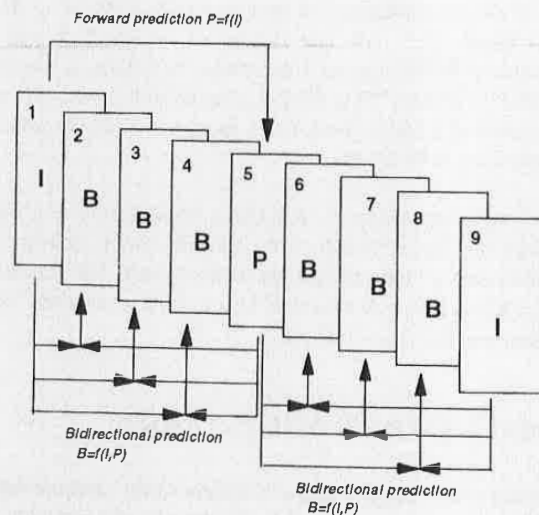 Forward prediction P=f(I)
1
2
3
4
5
6
7
8
9
I
B
B
B
P
B
B
B
I
Bidirectional prediction
B=f(I,P)
Bidirectional prediction
B=f(I,P)